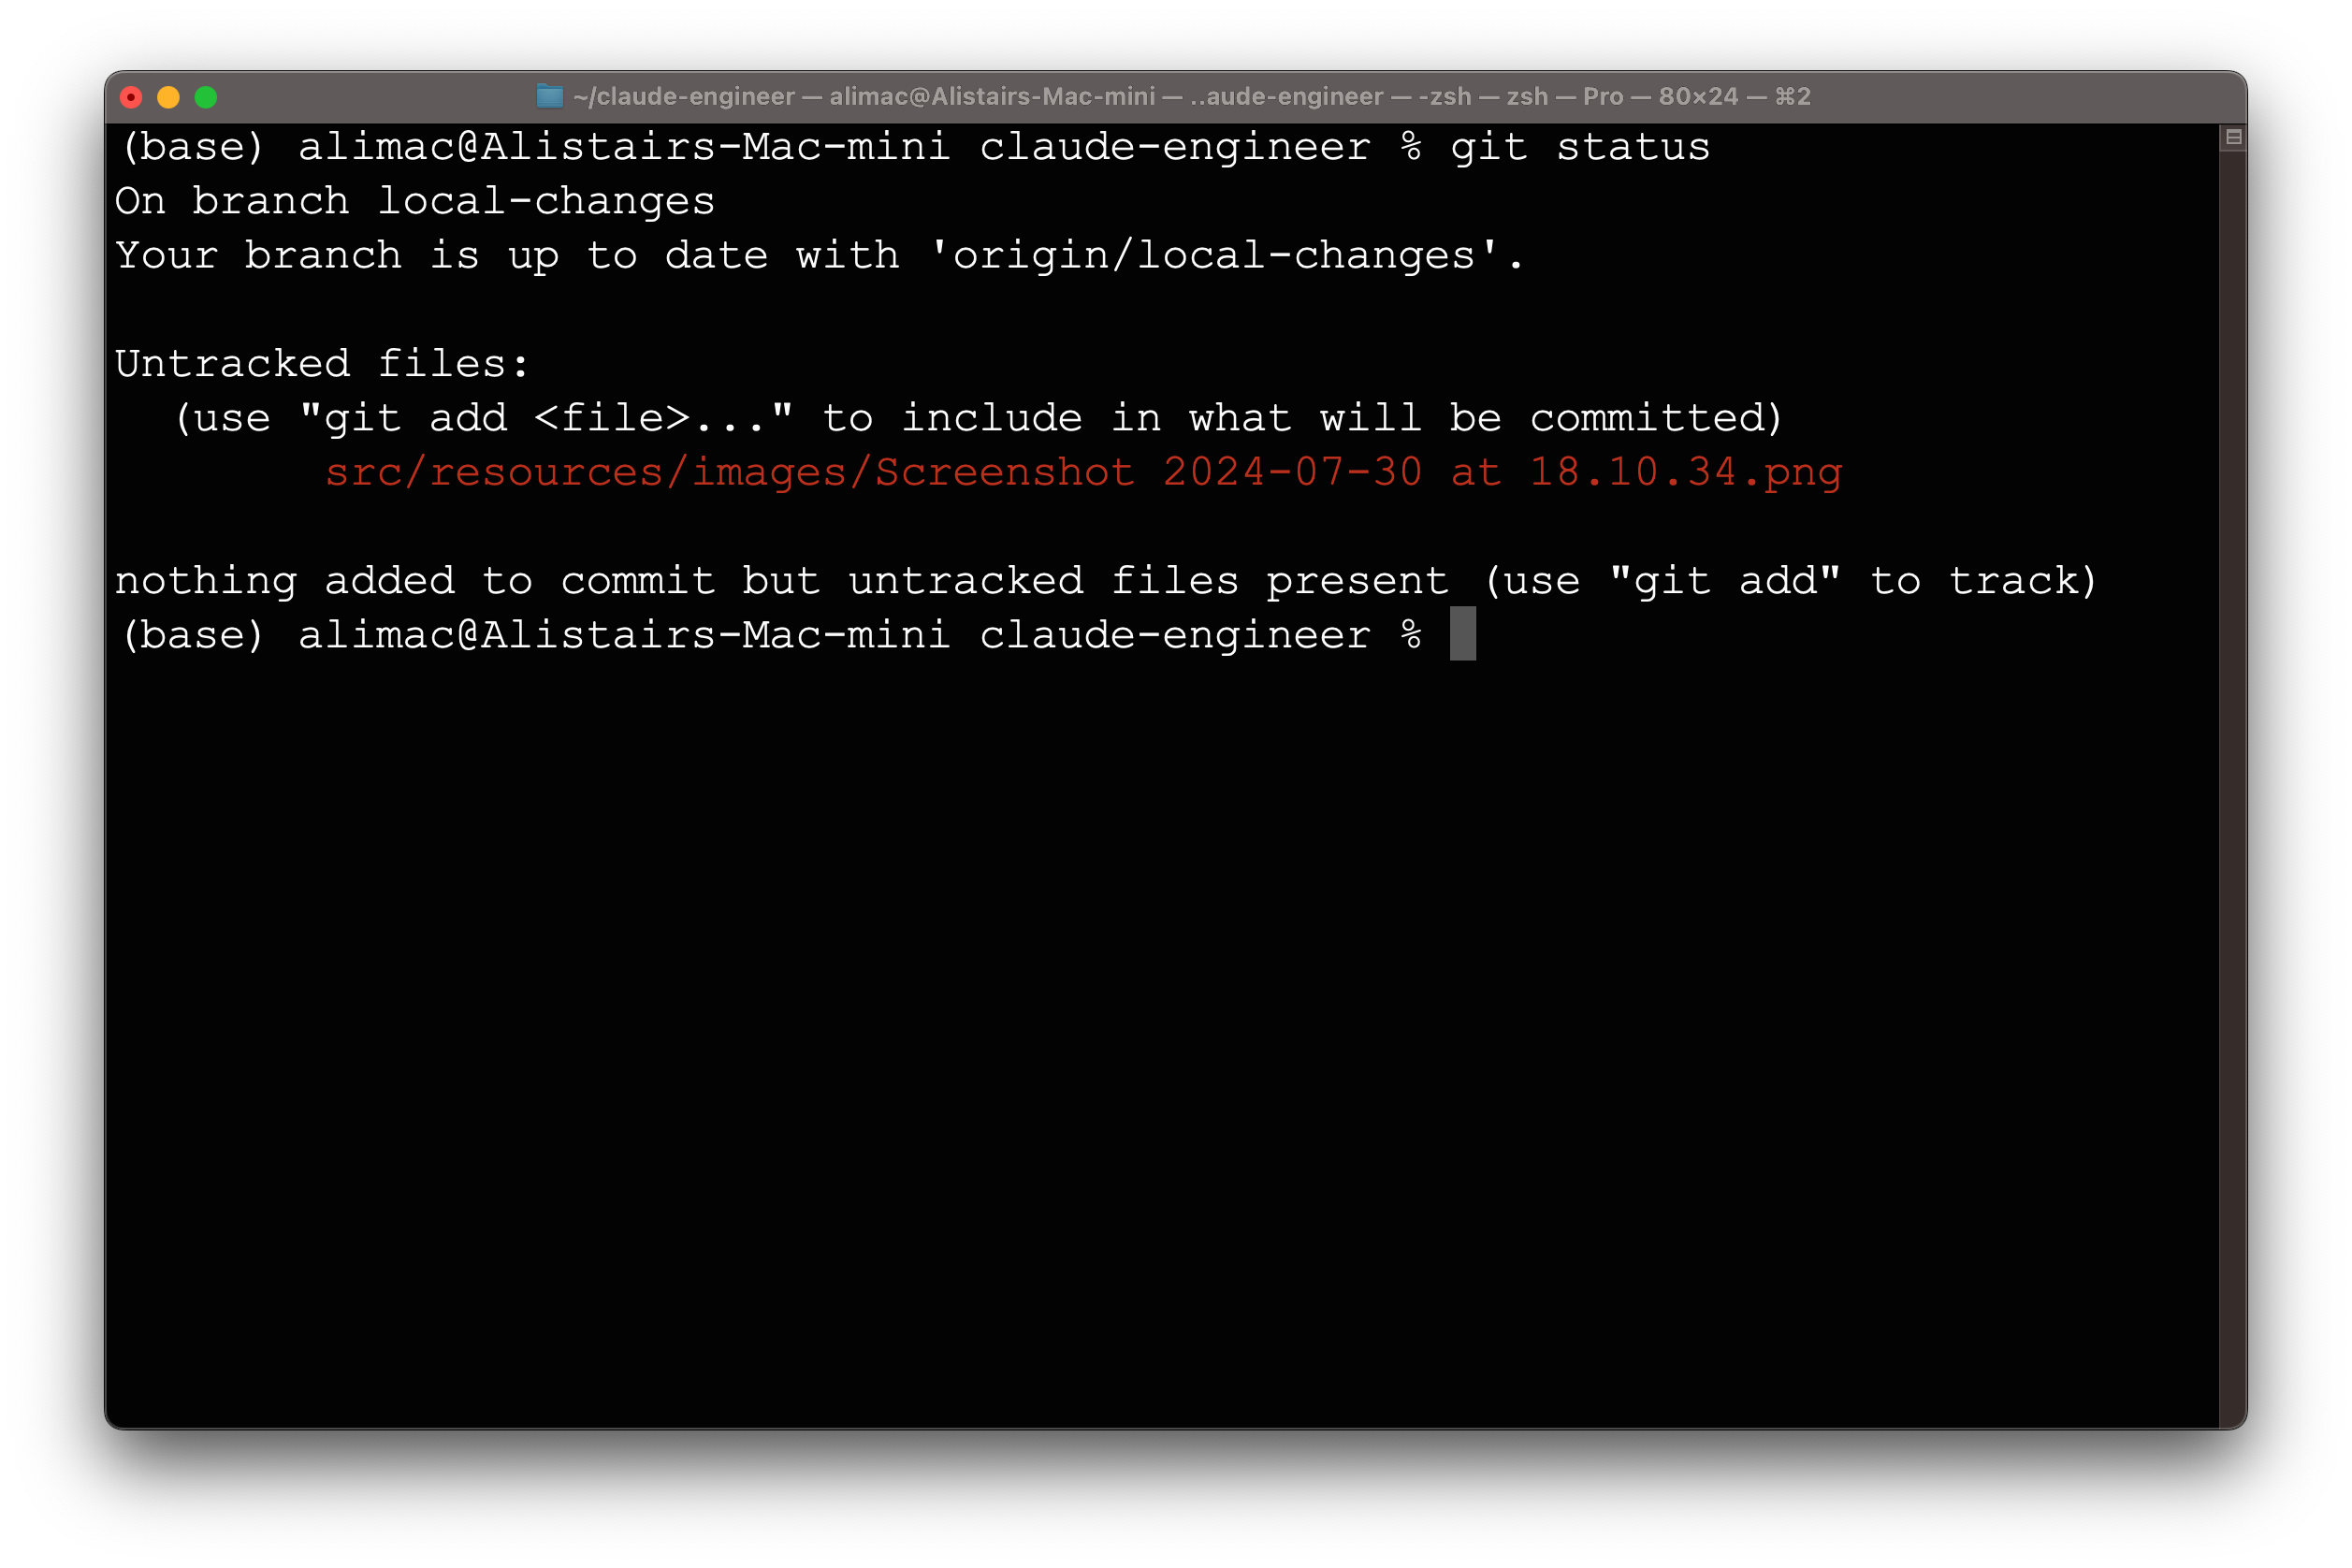 ~/claude-engineer — alimac@Alistairs-Mac-mini — ..aude-engineer — -zsh — zsh — Pro — 80×24 — ⌘2
(base) alimac@Alistairs-Mac-mini claude-engineer % git status
On branch local-changes
Your branch is up to date with 'origin/local-changes'.
Untracked files:
  (use "git add <file>..." to include in what will be committed)
        src/resources/images/Screenshot 2024-07-30 at 18.10.34.png
nothing added to commit but untracked files present (use "git add" to track)
(base) alimac@Alistairs-Mac-mini claude-engineer %